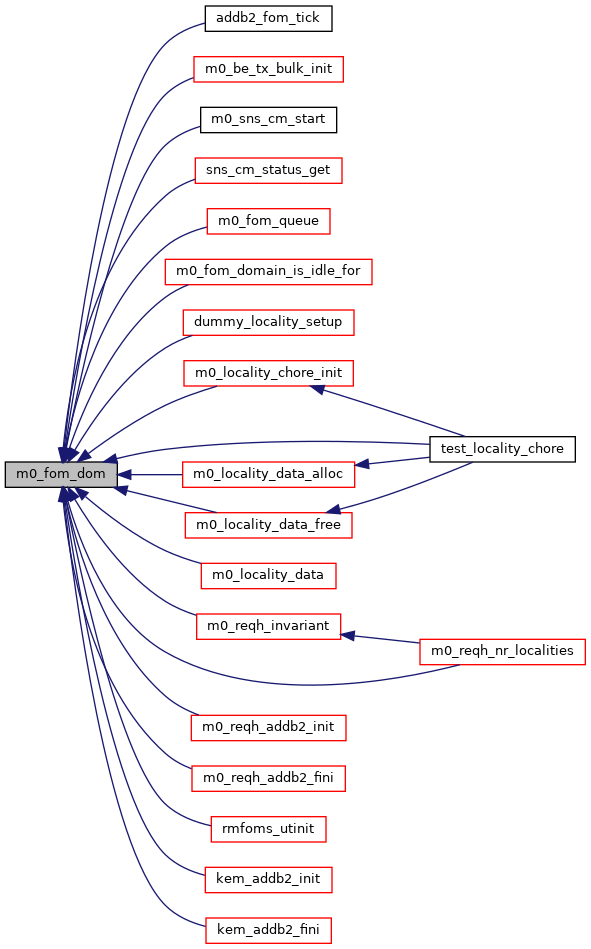 addb2_fom_tick
m0_be_tx_bulk_init
m0_sns_cm_start
sns_cm_status_get
m0_fom_queue
m0_fom_domain_is_idle_for
dummy_locality_setup
m0_locality_chore_init
test_locality_chore
m0_fom_dom
m0_locality_data_alloc
m0_locality_data_free
m0_locality_data
m0_reqh_invariant
m0_reqh_nr_localities
m0_reqh_addb2_init
m0_reqh_addb2_fini
rmfoms_utinit
kem_addb2_init
kem_addb2_fini